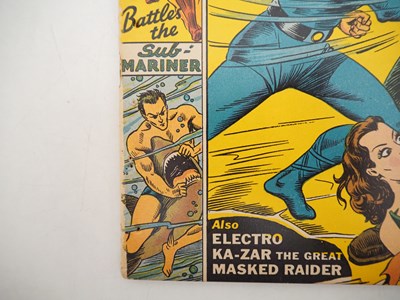 Battles
the
Sub-
MARINER
Also
ELECTRO
KA-ZAR THE GREAT
MASKED RAIDER